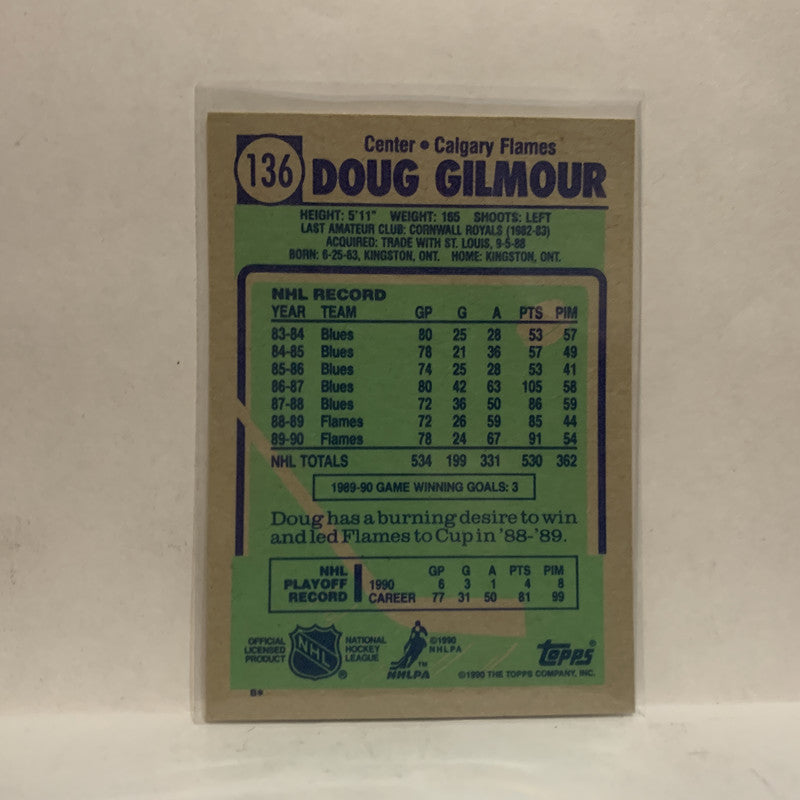 136
Center • Calgary Flames
DOUG GILMOUR
HEIGHT: 5'11" WEIGHT: 165 SHOOTS: LEFT
LAST AMATEUR CLUB: CORNWALL ROYALS (1982-83)
ACQUIRED: TRADE WITH ST. LOUIS, 9-5-88
BORN: 6-25-63, KINGSTON, ONT. HOME: KINGSTON, ONT.
NHL RECORD
YEAR TEAM GP G A PTS PIM
83-84 Blues 80 25 28 53 57
84-85 Blues 78 21 36 57 49
85-86 Blues 74 25 28 53 41
86-87 Blues 80 42 63 105 58
87-88 Blues 72 36 50 86 59
88-89 Flames 72 26 59 85 44
89-90 Flames 78 24 67 91 54
NHL TOTALS 534 199 331 530 362
1989-90 GAME WINNING GOALS: 3
Doug has a burning desire to win
and led Flames to Cup in '88-'89.
NHL PLAYOFF RECORD
GP G A PTS PIM
1990 6 3 1 4 8
CAREER 77 31 50 81 99
OFFICIAL LICENSED PRODUCT
NHL ®
NATIONAL HOCKEY LEAGUE
©1990 NHLPA
™ NHLPA
topps ®
©1990 THE TOPPS COMPANY, INC.
B*